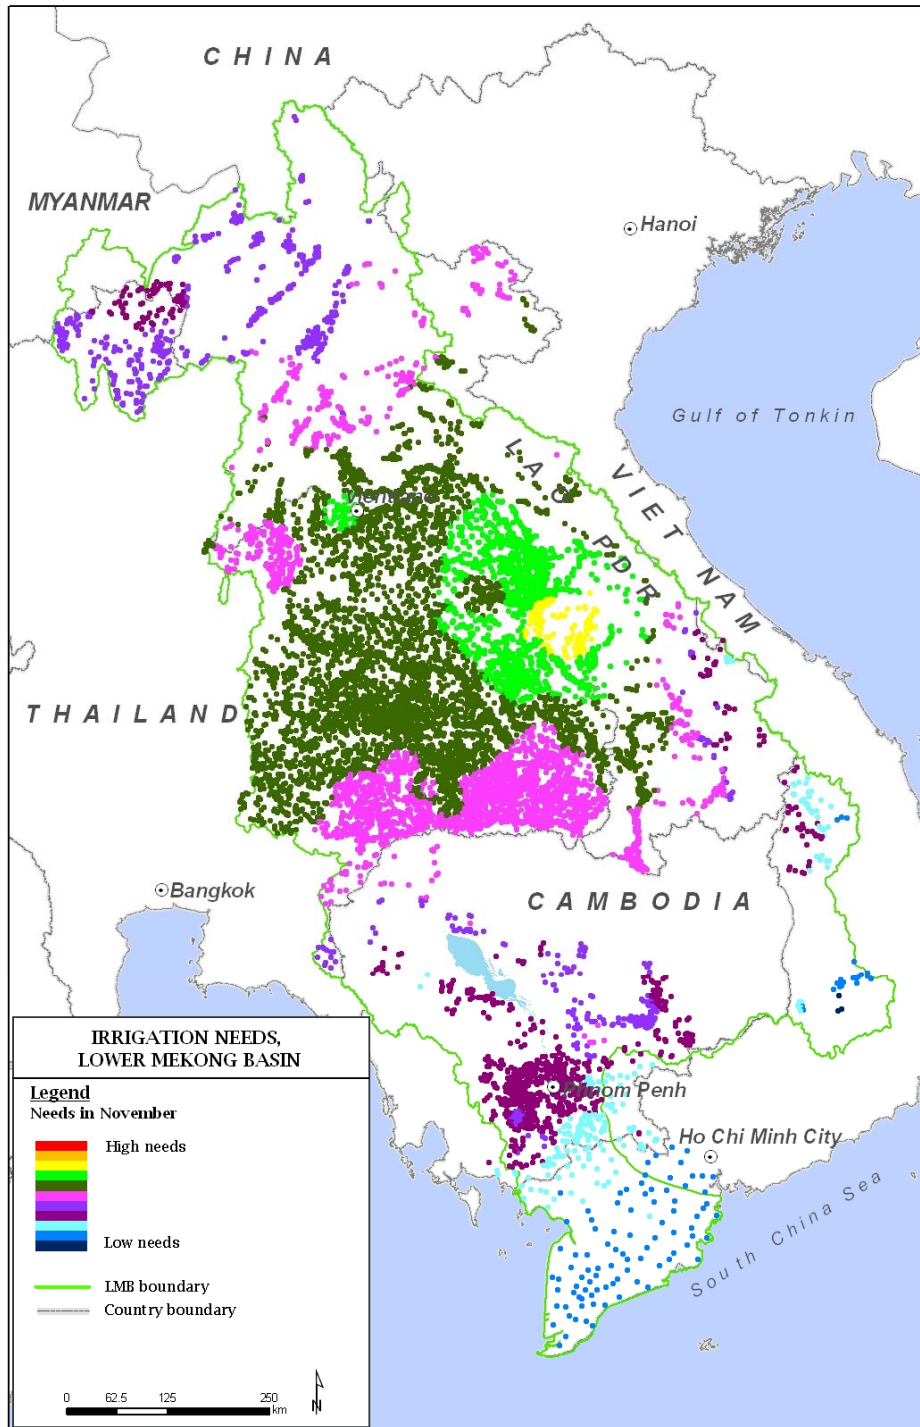 CHINA
MYANMAR
Hanoi
Gulf of Tonkin
LAO PDR
VIET NAM
Vientiane
THAILAND
Bangkok
CAMBODIA
Phnom Penh
Ho Chi Minh City
South China Sea
IRRIGATION NEEDS,
LOWER MEKONG BASIN
Legend
Needs in November
High needs
Low needs
LMB boundary
Country boundary
0 62.5 125 250
km
N